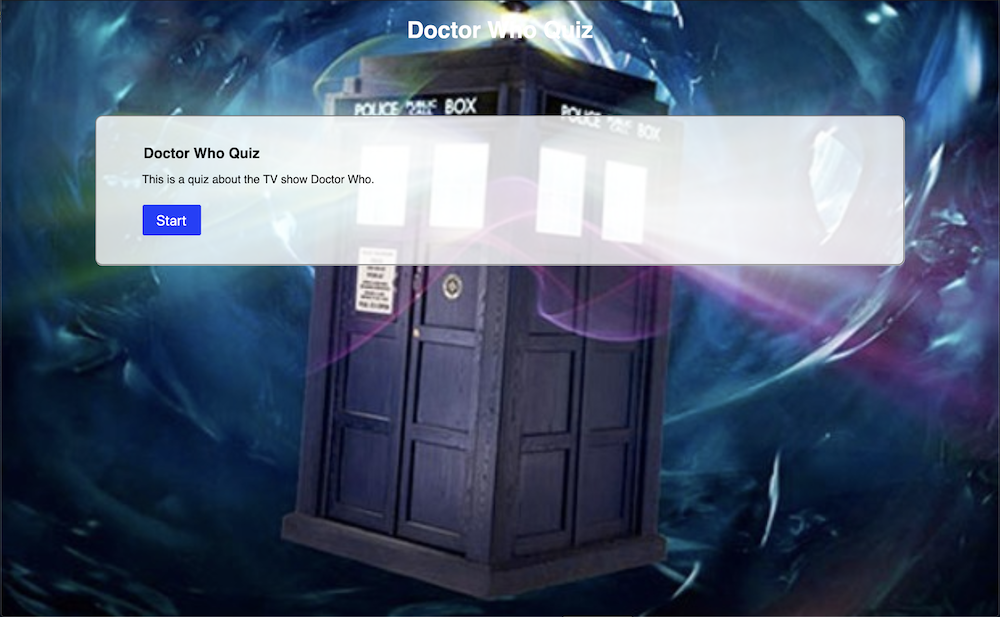 Doctor Who Quiz
POLICE PUBLIC CALL BOX
POLICE PUBLIC CALL BOX
Doctor Who Quiz
This is a quiz about the TV show Doctor Who.
Start